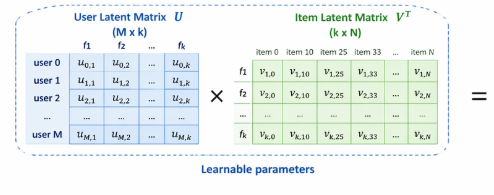 User Latent Matrix U
(M x k)
f1 f2 ... fk
user 0 u0,1 u0,2 ... u0,k
user 1 u1,1 u1,2 ... u1,k
user 2 u2,1 u2,2 ... u2,k
... ... ... ... ...
user M uM,1 uM,2 ... uM,k
×
Item Latent Matrix V^T
(k x N)
item 0 item 10 item 25 item 33 ... item N
f1 v1,0 v1,10 v1,25 v1,33 ... v1,N
f2 v2,0 v2,10 v2,25 v2,33 ... v2,N
... ... ... ... ... ... ...
fk vk,0 vk,10 vk,25 vk,33 ... vk,N
=
Learnable parameters